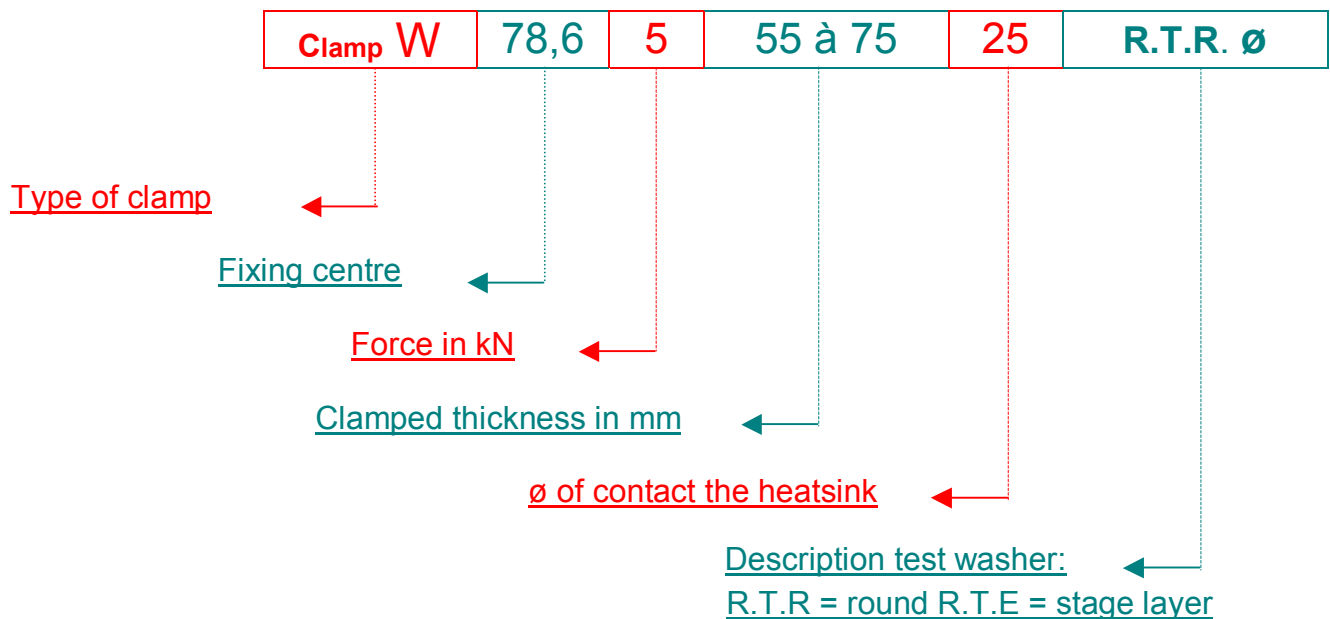 Clamp W 78,6 5 55 à 75 25 R.T.R. ø
Type of clamp
Fixing centre
Force in kN
Clamped thickness in mm
ø of contact the heatsink
Description test washer:
R.T.R = round R.T.E = stage layer